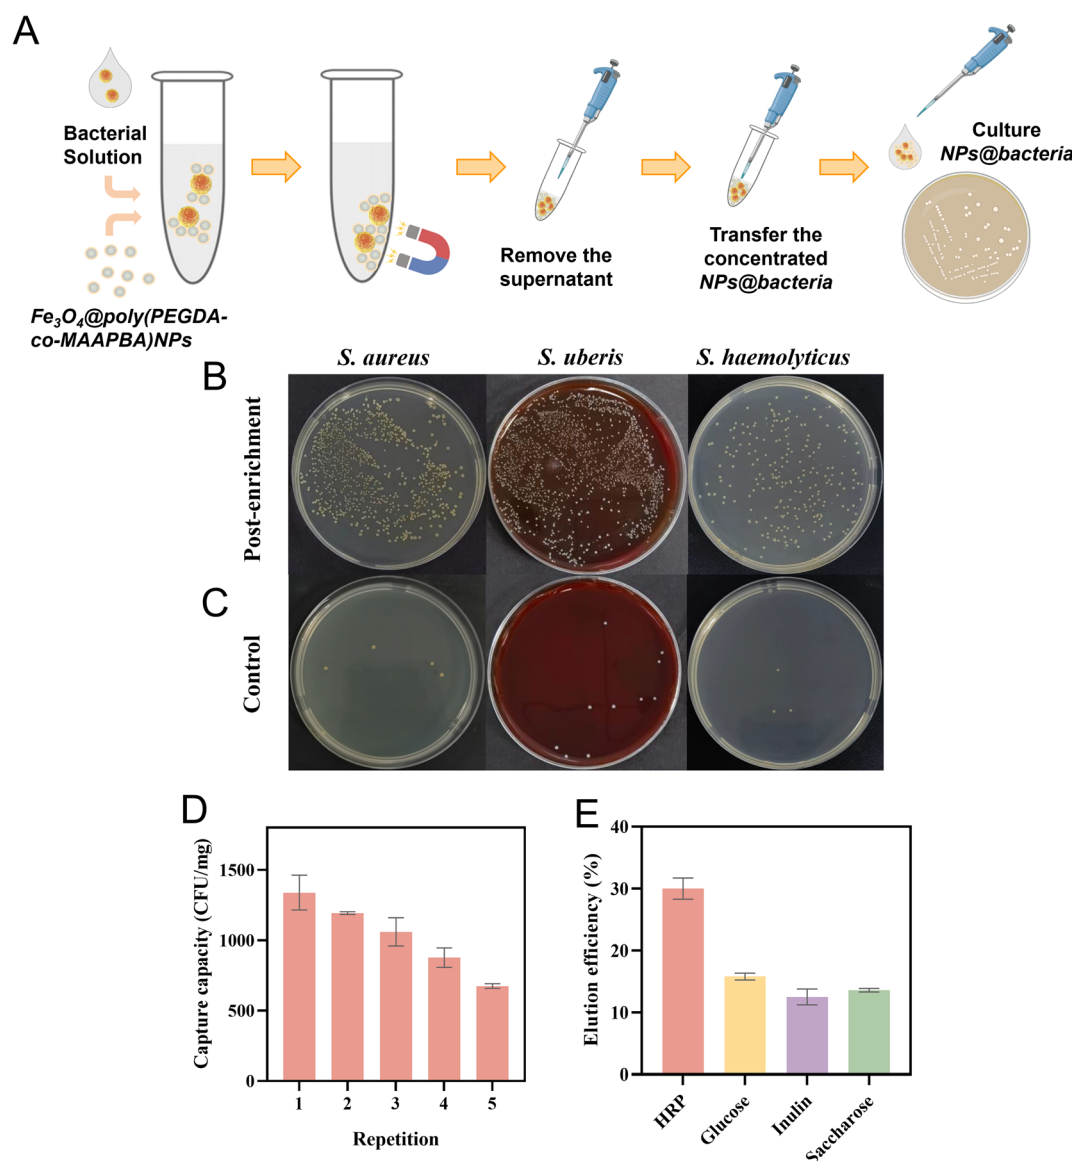 A
Bacterial
Solution
Fe₃O₄@poly(PEGDA-
co-MAAPBA)NPs
Remove the
supernatant
Transfer the
concentrated
NPs@bacteria
Culture
NPs@bacteria
B
S. aureus
S. uberis
S. haemolyticus
Post-enrichment
C
Control
D
Capture capacity (CFU/mg)
1500
1000
500
0
1 2 3 4 5
Repetition
E
Elution efficiency (%)
40
30
20
10
0
HRP
Glucose
Inulin
Saccharose